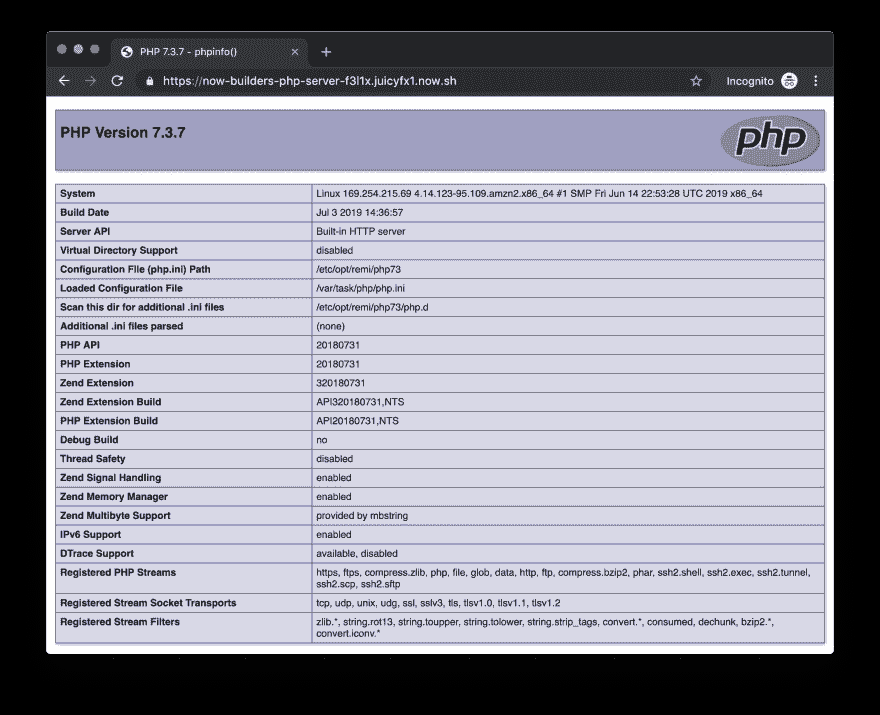 PHP 7.3.7 - phpinfo()
https://now-builders-php-server-f3l1x.juicyfx1.now.sh
Incognito
PHP Version 7.3.7
php
System Linux 169.254.215.69 4.14.123-95.109.amzn2.x86_64 #1 SMP Fri Jun 14 22:53:28 UTC 2019 x86_64
Build Date Jul 3 2019 14:36:57
Server API Built-in HTTP server
Virtual Directory Support disabled
Configuration File (php.ini) Path /etc/opt/remi/php73
Loaded Configuration File /var/task/php/php.ini
Scan this dir for additional .ini files /etc/opt/remi/php73/php.d
Additional .ini files parsed (none)
PHP API 20180731
PHP Extension 20180731
Zend Extension 320180731
Zend Extension Build API320180731,NTS
PHP Extension Build API20180731,NTS
Debug Build no
Thread Safety disabled
Zend Signal Handling enabled
Zend Memory Manager enabled
Zend Multibyte Support provided by mbstring
IPv6 Support enabled
DTrace Support available, disabled
Registered PHP Streams https, ftps, compress.zlib, php, file, glob, data, http, ftp, compress.bzip2, phar, ssh2.shell, ssh2.exec, ssh2.tunnel,
ssh2.scp, ssh2.sftp
Registered Stream Socket Transports tcp, udp, unix, udg, ssl, sslv3, tls, tlsv1.0, tlsv1.1, tlsv1.2
Registered Stream Filters zlib.*, string.rot13, string.toupper, string.tolower, string.strip_tags, convert.*, consumed, dechunk, bzip2.*,
convert.iconv.*